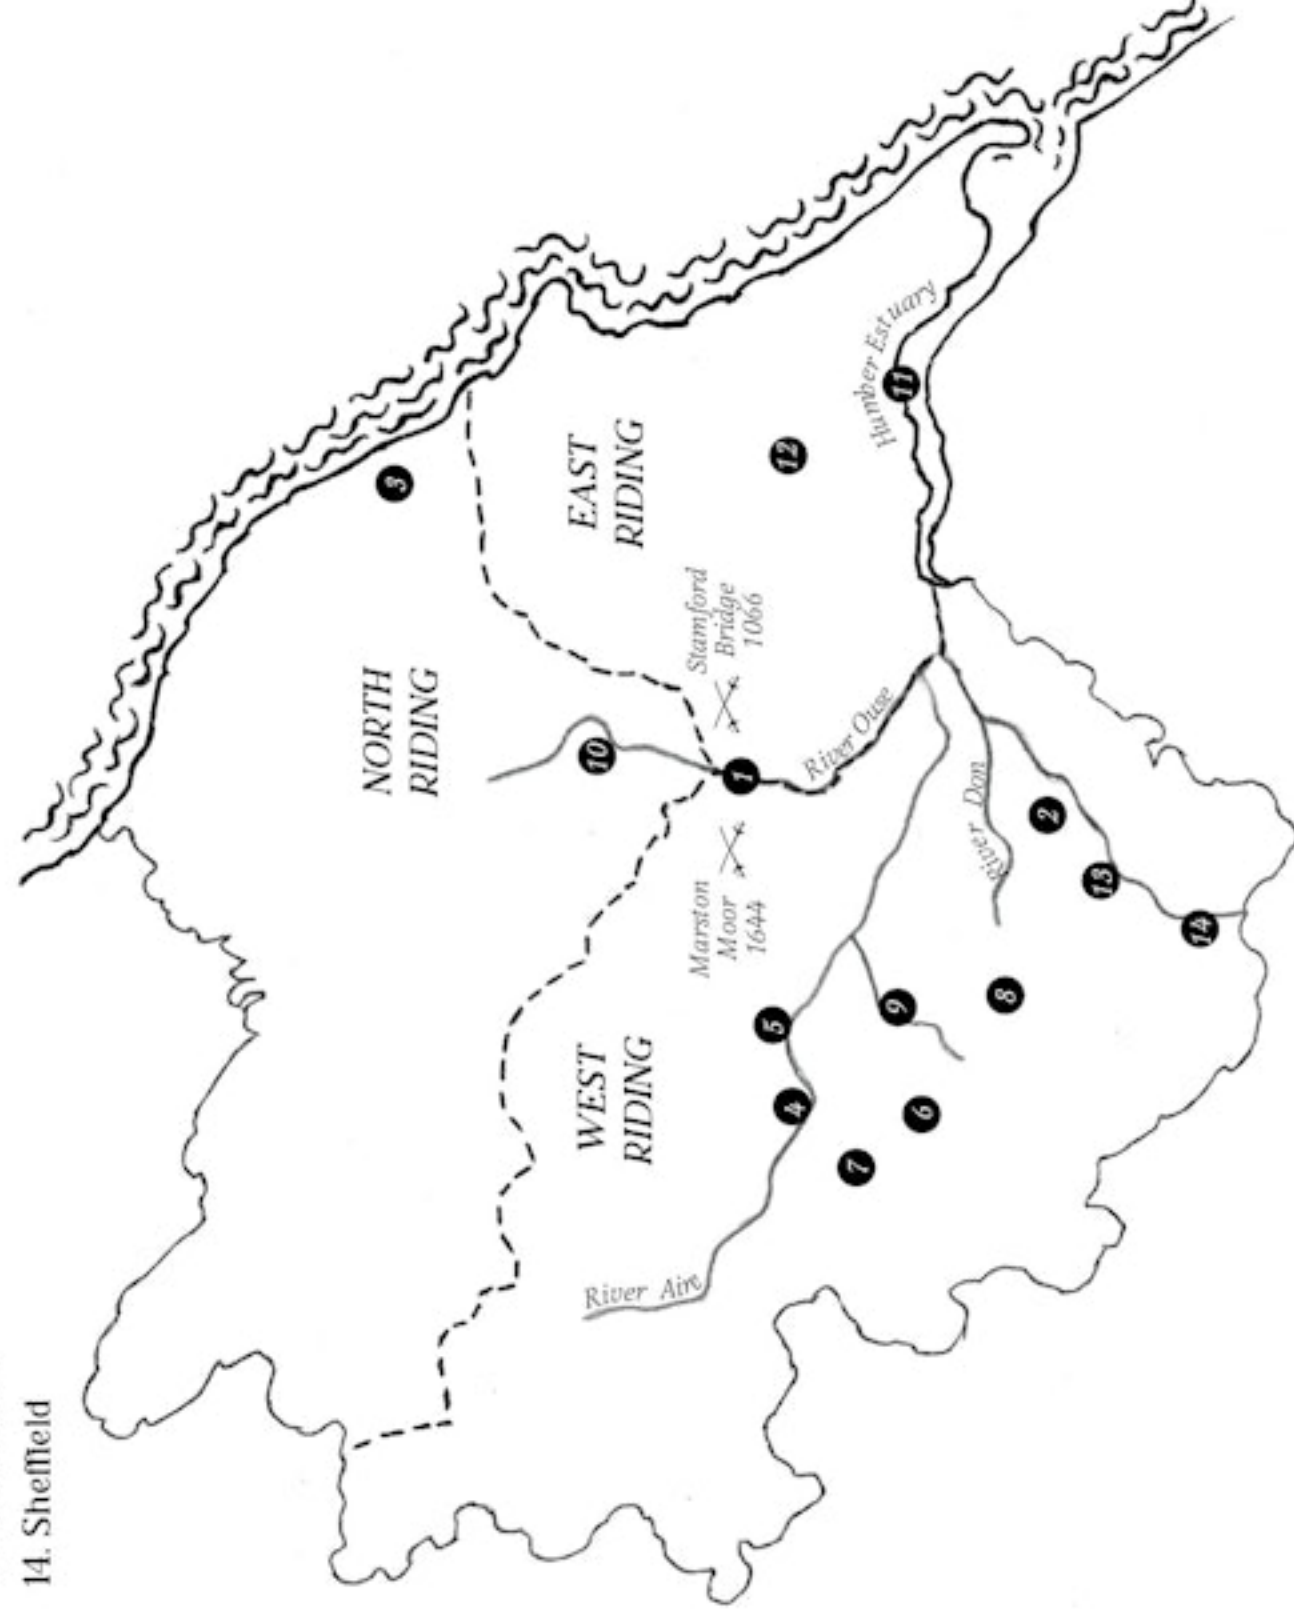 14. Sheffield
NORTH
RIDING
3
WEST
RIDING
EAST
RIDING
10
River Aire
Marston
Moor
1644
Stamford
Bridge
1066
1
5
12
4
River Ouse
7
Humber Estuary
9
11
6
River Don
8
2
13
14